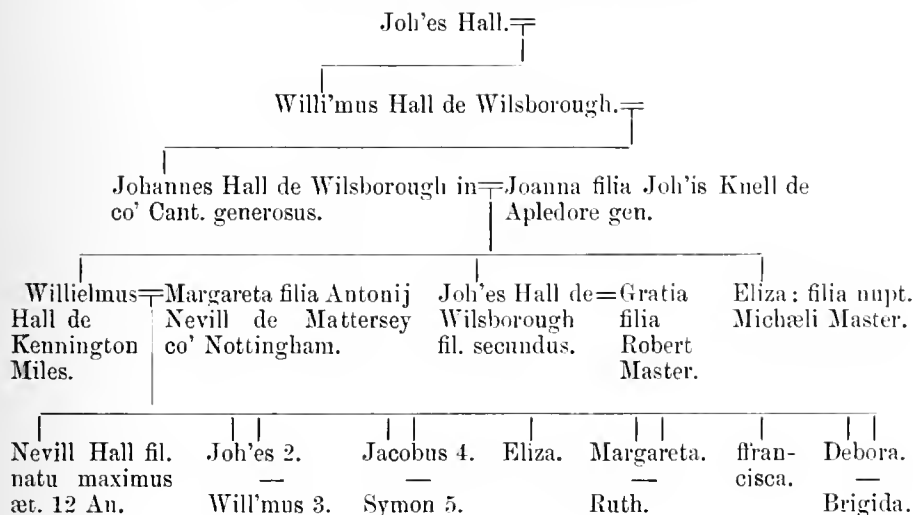 Joh'es Hall.
Willi'mus Hall de Wilsborough.
Johannes Hall de Wilsborough in
co' Cant. generosus.
Joanna filia Joh'is Knell de
Apledore gen.
Willielmus
Hall de
Kennington
Miles.
Margareta filia Antonij
Nevill de Mattersey
co' Nottingham.
Joh'es Hall de
Wilsborough
fil. secundus.
Gratia
filia
Robert
Master.
Eliza: filia nupt.
Michæli Master.
Nevill Hall fil.
natu maximus
æt. 12 An.
Joh'es 2.
Will'mus 3.
Jacobus 4.
Symon 5.
Eliza.
Margareta.
Ruth.
ffran-
cisca.
Debora.
Brigida.